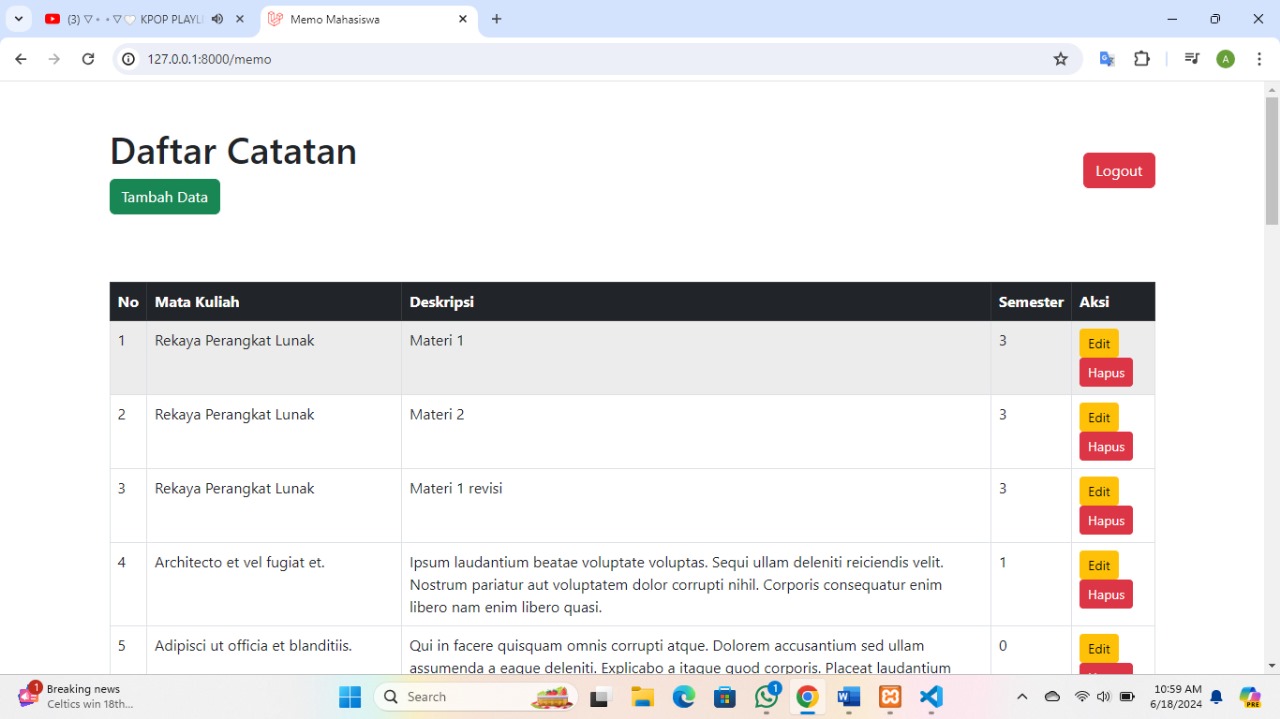 (3) ▽ • • ▽🤍 KPOP PLAYLI
Memo Mahasiswa
127.0.0.1:8000/memo
A
Daftar Catatan
Tambah Data
Logout
No Mata Kuliah Deskripsi Semester Aksi
1 Rekaya Perangkat Lunak Materi 1 3 Edit
Hapus
2 Rekaya Perangkat Lunak Materi 2 3 Edit
Hapus
3 Rekaya Perangkat Lunak Materi 1 revisi 3 Edit
Hapus
4 Architecto et vel fugiat et. Ipsum laudantium beatae voluptate voluptas. Sequi ullam deleniti reiciendis velit. 1 Edit
Nostrum pariatur aut voluptatem dolor corrupti nihil. Corporis consequatur enim Hapus
libero nam enim libero quasi.
5 Adipisci ut officia et blanditiis. Qui in facere quisquam omnis corrupti atque. Dolorem accusantium sed ullam 0 Edit
assumenda a eaque deleniti. Explicabo a itaque quod corporis. Placeat laudantium
1 Breaking news
Celtics win 18th...
Search
1
PRE
10:59 AM
6/18/2024